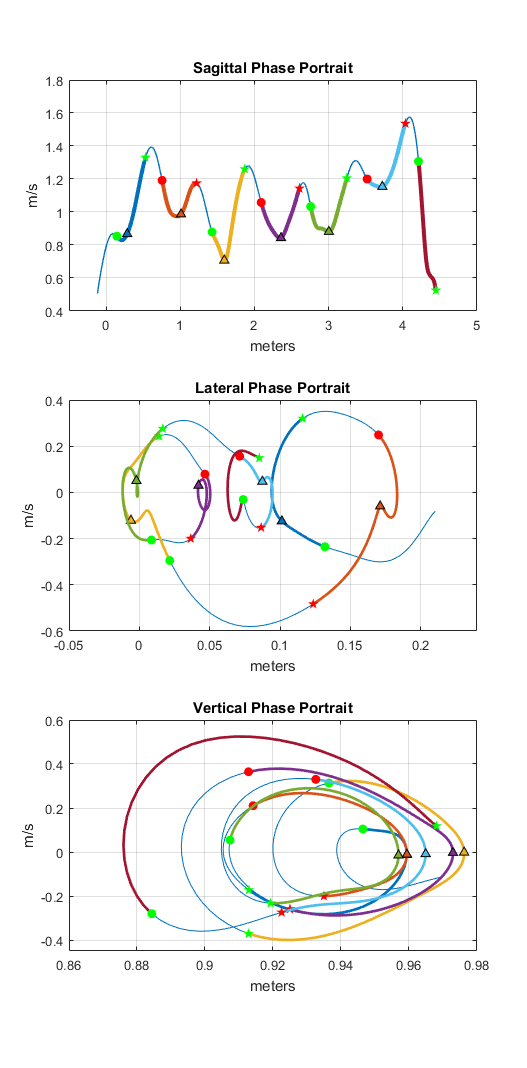 Sagittal Phase Portrait
1.8
1.6
1.4
1.2
1
0.8
0.6
0.4
m/s
0 1 2 3 4 5
meters
Lateral Phase Portrait
0.4
0.2
0
-0.2
-0.4
-0.6
m/s
-0.05 0 0.05 0.1 0.15 0.2
meters
Vertical Phase Portrait
0.6
0.4
0.2
0
-0.2
-0.4
m/s
0.86 0.88 0.9 0.92 0.94 0.96 0.98
meters